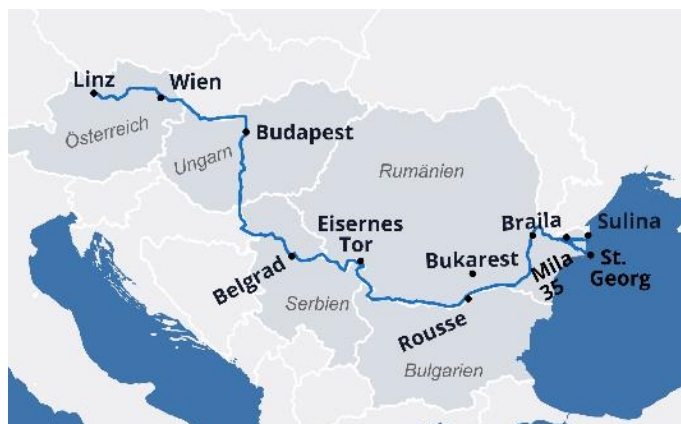 Linz
Wien
Österreich
Budapest
Ungarn
Rumänien
Eisernes
Tor
Braila
Sulina
Belgrad
Bukarest
Mila
35
St.
Georg
Serbien
Rousse
Bulgarien